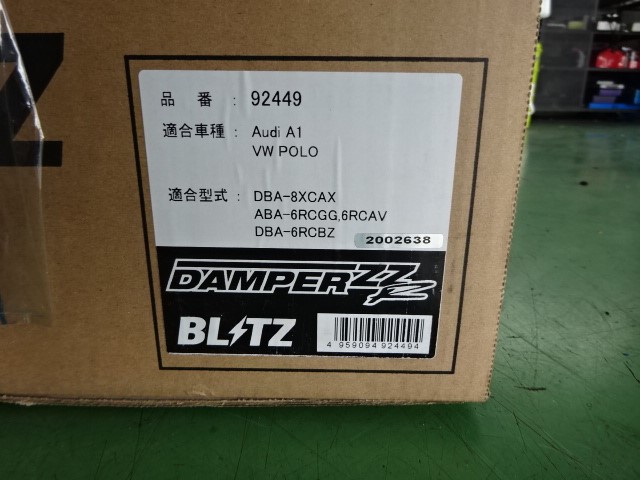 Z
品 番 : 92449
適合車種 : Audi A1
VW POLO
適合型式 : DBA-8XCAX
ABA-6RCGG,6RCAV
DBA-6RCBZ
2002638
DAMPER ZZ R
BLITZ
4 959094 924494